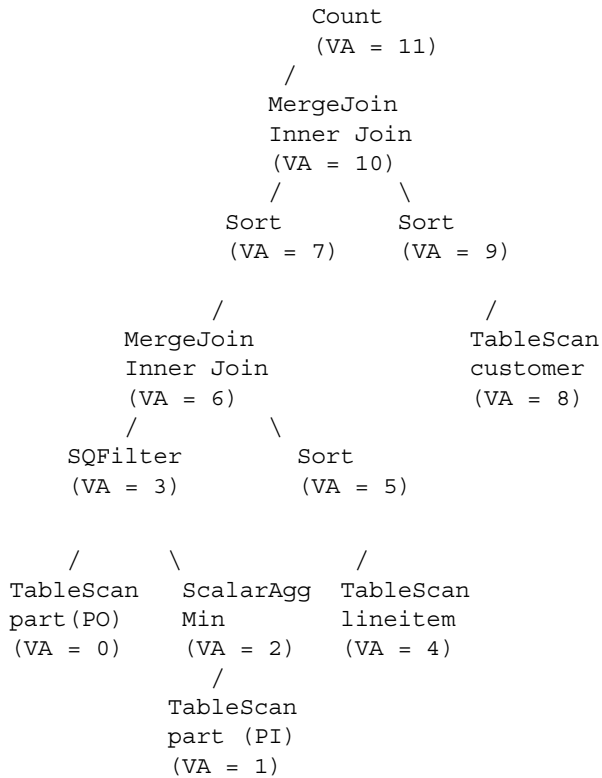 Count
(VA = 11)
/
MergeJoin
Inner Join
(VA = 10)
/ \
Sort Sort
(VA = 7) (VA = 9)
/ /
MergeJoin TableScan
Inner Join customer
(VA = 6) (VA = 8)
/ \
SQFilter Sort
(VA = 3) (VA = 5)
/ \ /
TableScan ScalarAgg TableScan
part(PO) Min lineitem
(VA = 0) (VA = 2) (VA = 4)
/
TableScan
part (PI)
(VA = 1)